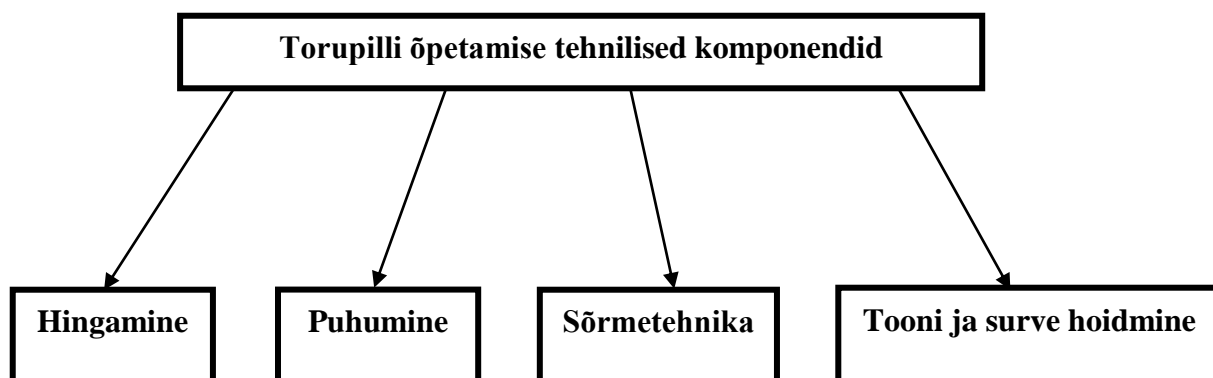 Torupilli õpetamise tehnilised komponendid
Hingamine
Puhumine
Sõrmetehnika
Tooni ja surve hoidmine